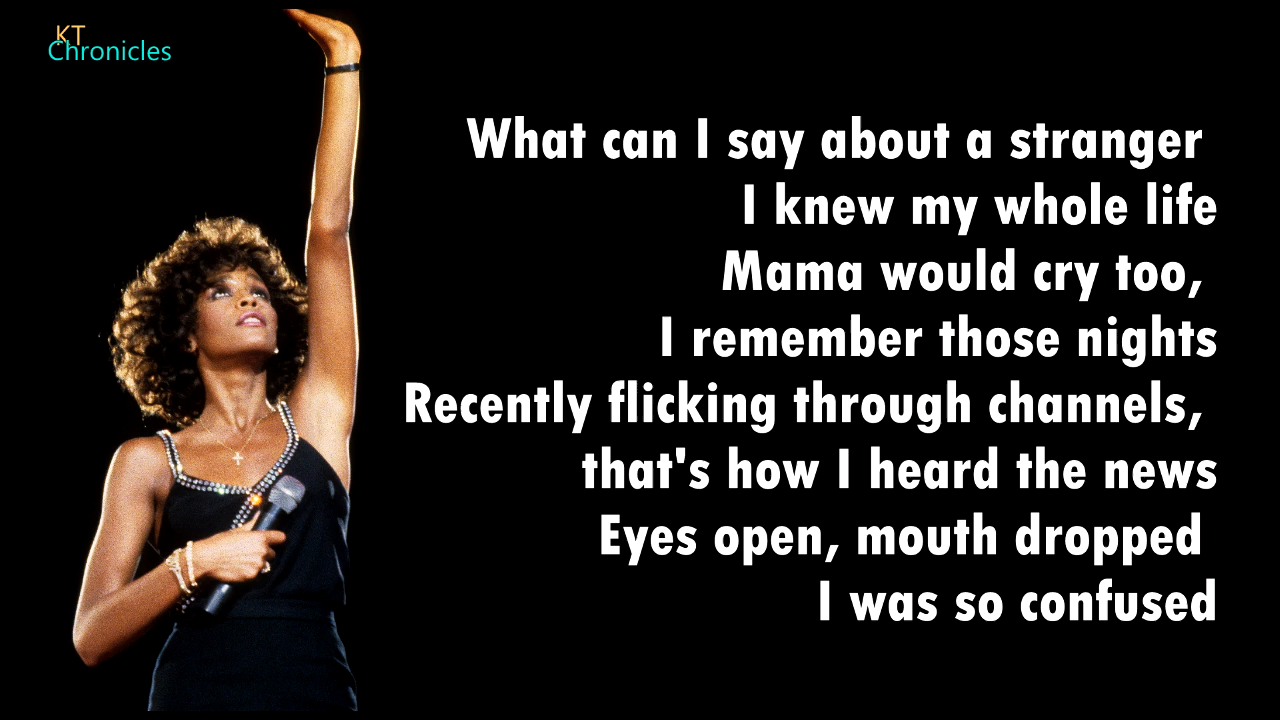 KT
Chronicles
What can I say about a stranger
I knew my whole life
Mama would cry too,
I remember those nights
Recently flicking through channels,
that's how I heard the news
Eyes open, mouth dropped
I was so confused